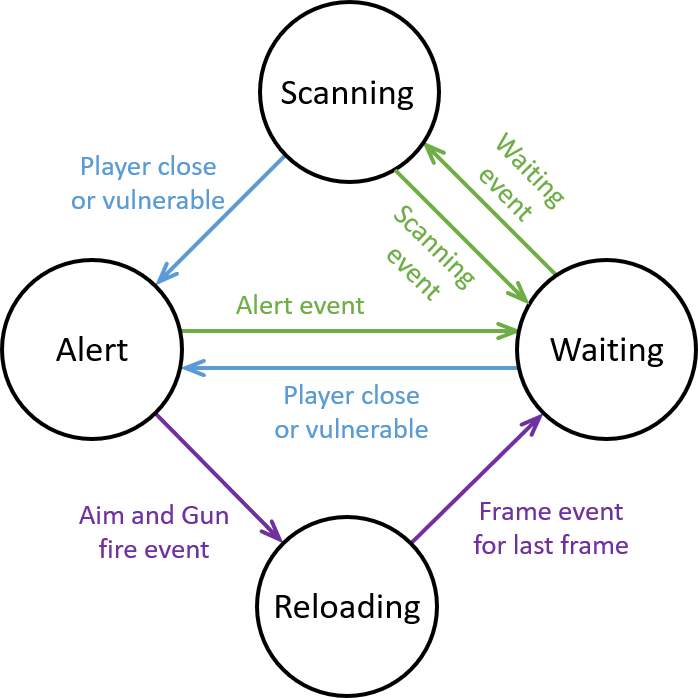 Scanning
Waiting
event
Player close
or vulnerable
Scanning
event
Alert event
Alert
Waiting
Player close
or vulnerable
Aim and Gun
fire event
Frame event
for last frame
Reloading